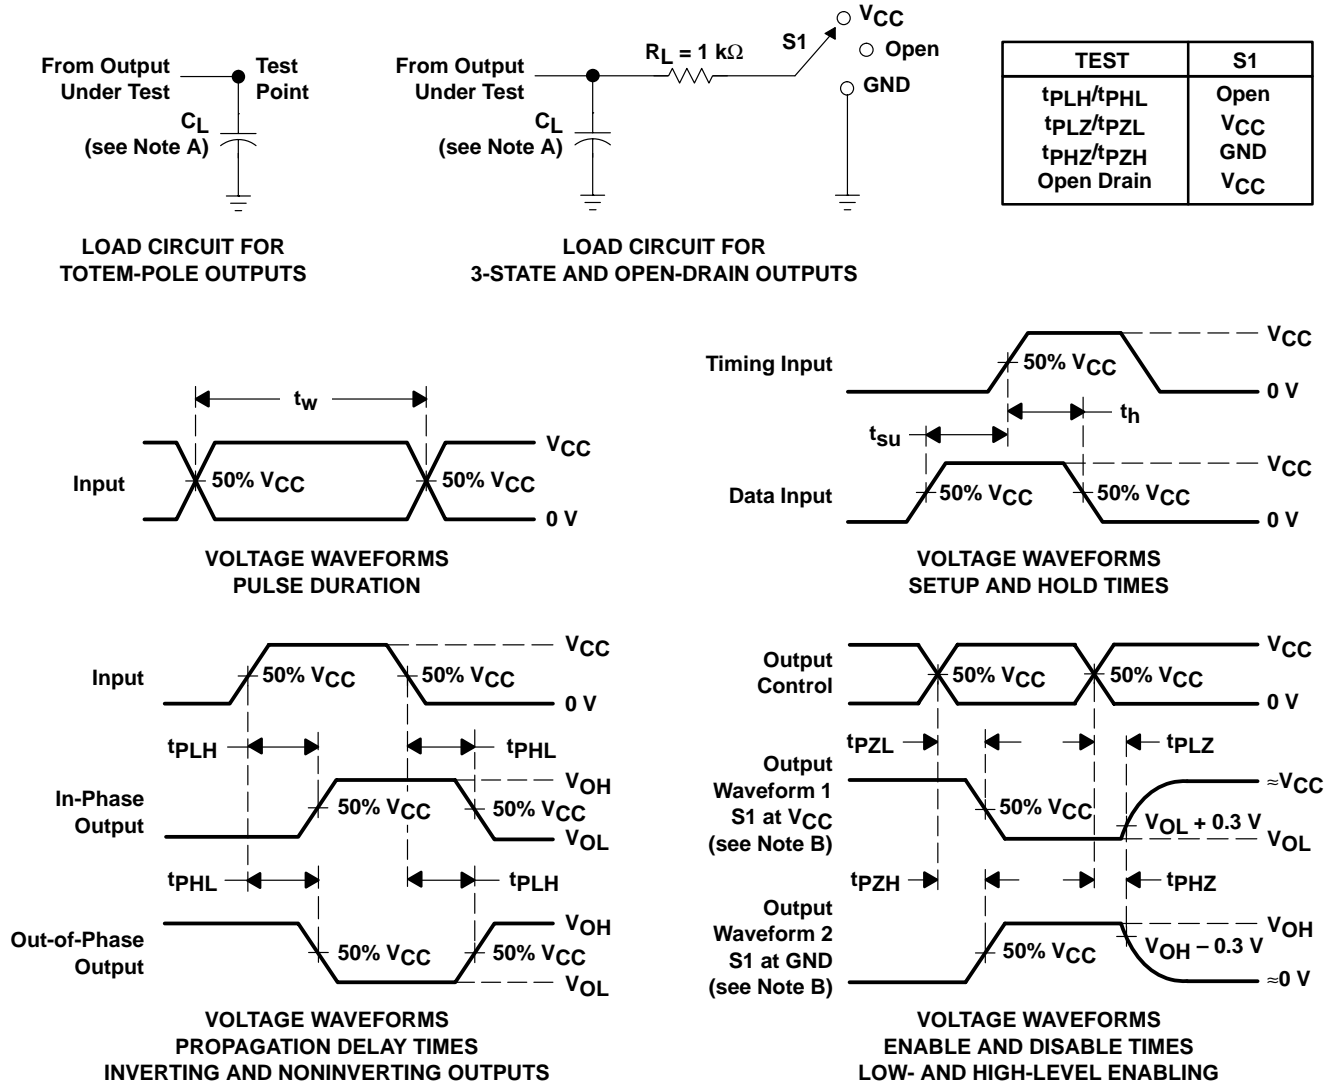 From Output
Under Test
Test
Point
CL
(see Note A)
LOAD CIRCUIT FOR
TOTEM-POLE OUTPUTS
From Output
Under Test
RL = 1 kΩ
S1
VCC
Open
GND
CL
(see Note A)
LOAD CIRCUIT FOR
3-STATE AND OPEN-DRAIN OUTPUTS
TEST S1
tPLH/tPHL Open
tPLZ/tPZL VCC
tPHZ/tPZH GND
Open Drain VCC
tw
Input
50% VCC
50% VCC
VCC
0 V
VOLTAGE WAVEFORMS
PULSE DURATION
Timing Input
50% VCC
VCC
0 V
tsu
th
Data Input
50% VCC
50% VCC
VCC
0 V
VOLTAGE WAVEFORMS
SETUP AND HOLD TIMES
Input
50% VCC
50% VCC
VCC
0 V
tPLH
tPHL
In-Phase
Output
50% VCC
50% VCC
VOH
VOL
tPHL
tPLH
Out-of-Phase
Output
50% VCC
50% VCC
VOH
VOL
VOLTAGE WAVEFORMS
PROPAGATION DELAY TIMES
INVERTING AND NONINVERTING OUTPUTS
Output
Control
50% VCC
50% VCC
VCC
0 V
tPZL
tPLZ
Output
Waveform 1
S1 at VCC
(see Note B)
50% VCC
VOL + 0.3 V
≈VCC
VOL
tPZH
tPHZ
Output
Waveform 2
S1 at GND
(see Note B)
50% VCC
VOH − 0.3 V
VOH
≈0 V
VOLTAGE WAVEFORMS
ENABLE AND DISABLE TIMES
LOW- AND HIGH-LEVEL ENABLING